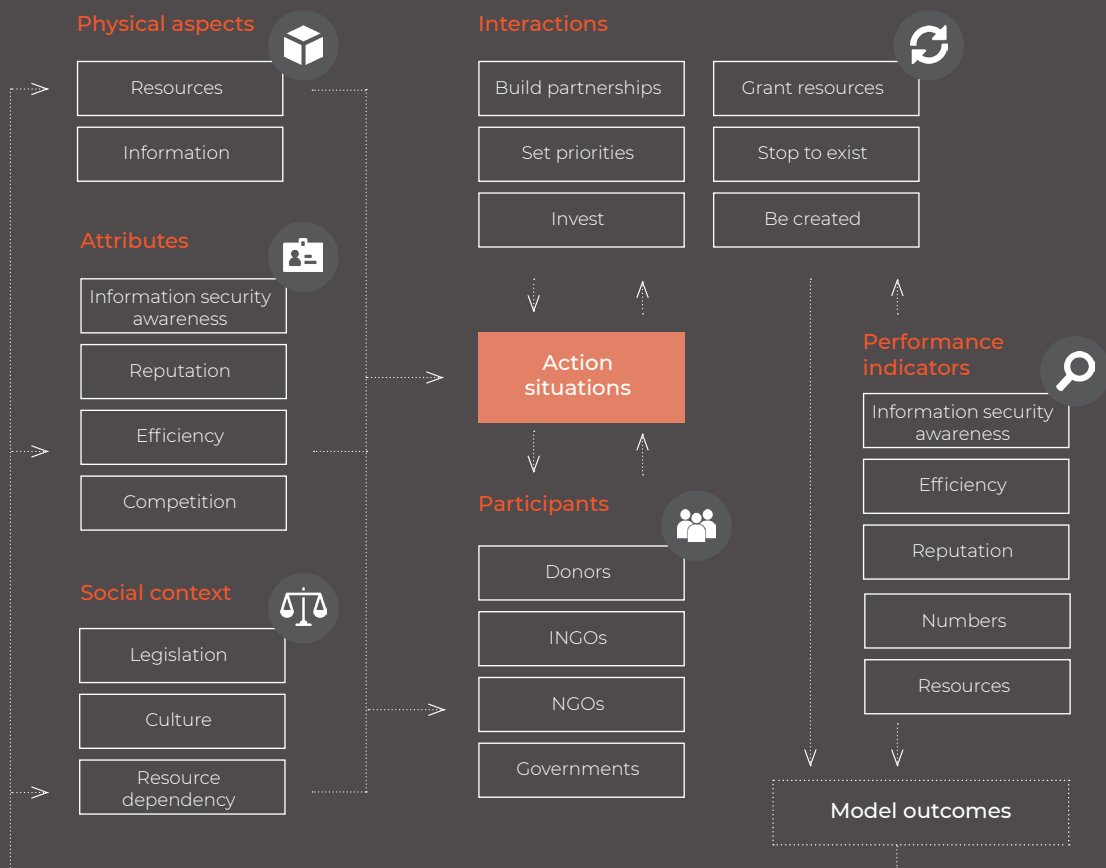 Physical aspects
Resources
Information
Attributes
Information security
awareness
Reputation
Efficiency
Competition
Social context
Legislation
Culture
Resource
dependency
Interactions
Build partnerships
Grant resources
Set priorities
Stop to exist
Invest
Be created
Action
situations
Participants
Donors
INGOs
NGOs
Governments
Performance
indicators
Information security
awareness
Efficiency
Reputation
Numbers
Resources
Model outcomes